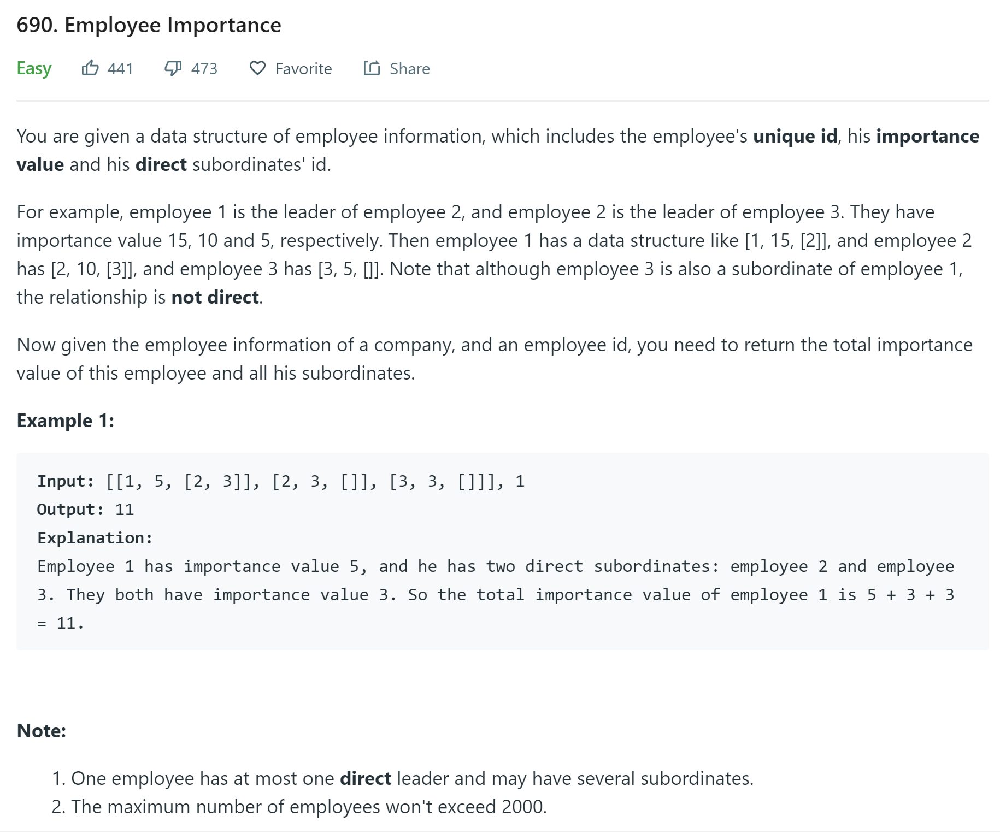 690. Employee Importance
Easy 441 473 Favorite Share
You are given a data structure of employee information, which includes the employee's unique id, his importance
value and his direct subordinates' id.
For example, employee 1 is the leader of employee 2, and employee 2 is the leader of employee 3. They have
importance value 15, 10 and 5, respectively. Then employee 1 has a data structure like [1, 15, [2]], and employee 2
has [2, 10, [3]], and employee 3 has [3, 5, []]. Note that although employee 3 is also a subordinate of employee 1,
the relationship is not direct.
Now given the employee information of a company, and an employee id, you need to return the total importance
value of this employee and all his subordinates.
Example 1:
Input: [[1, 5, [2, 3]], [2, 3, []], [3, 3, []]], 1
Output: 11
Explanation:
Employee 1 has importance value 5, and he has two direct subordinates: employee 2 and employee
3. They both have importance value 3. So the total importance value of employee 1 is 5 + 3 + 3
= 11.
Note:
1. One employee has at most one direct leader and may have several subordinates.
2. The maximum number of employees won't exceed 2000.